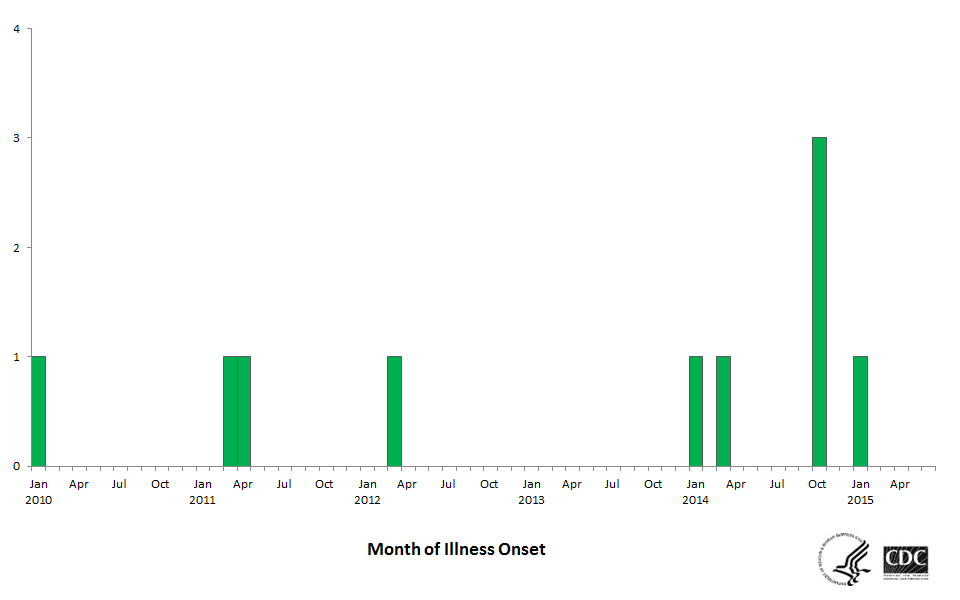 4
3
2
1
0
Jan Apr Jul Oct Jan Apr Jul Oct Jan Apr Jul Oct Jan Apr Jul Oct Jan Apr Jul Oct Jan Apr
2010 2011 2012 2013 2014 2015
Month of Illness Onset
CDC